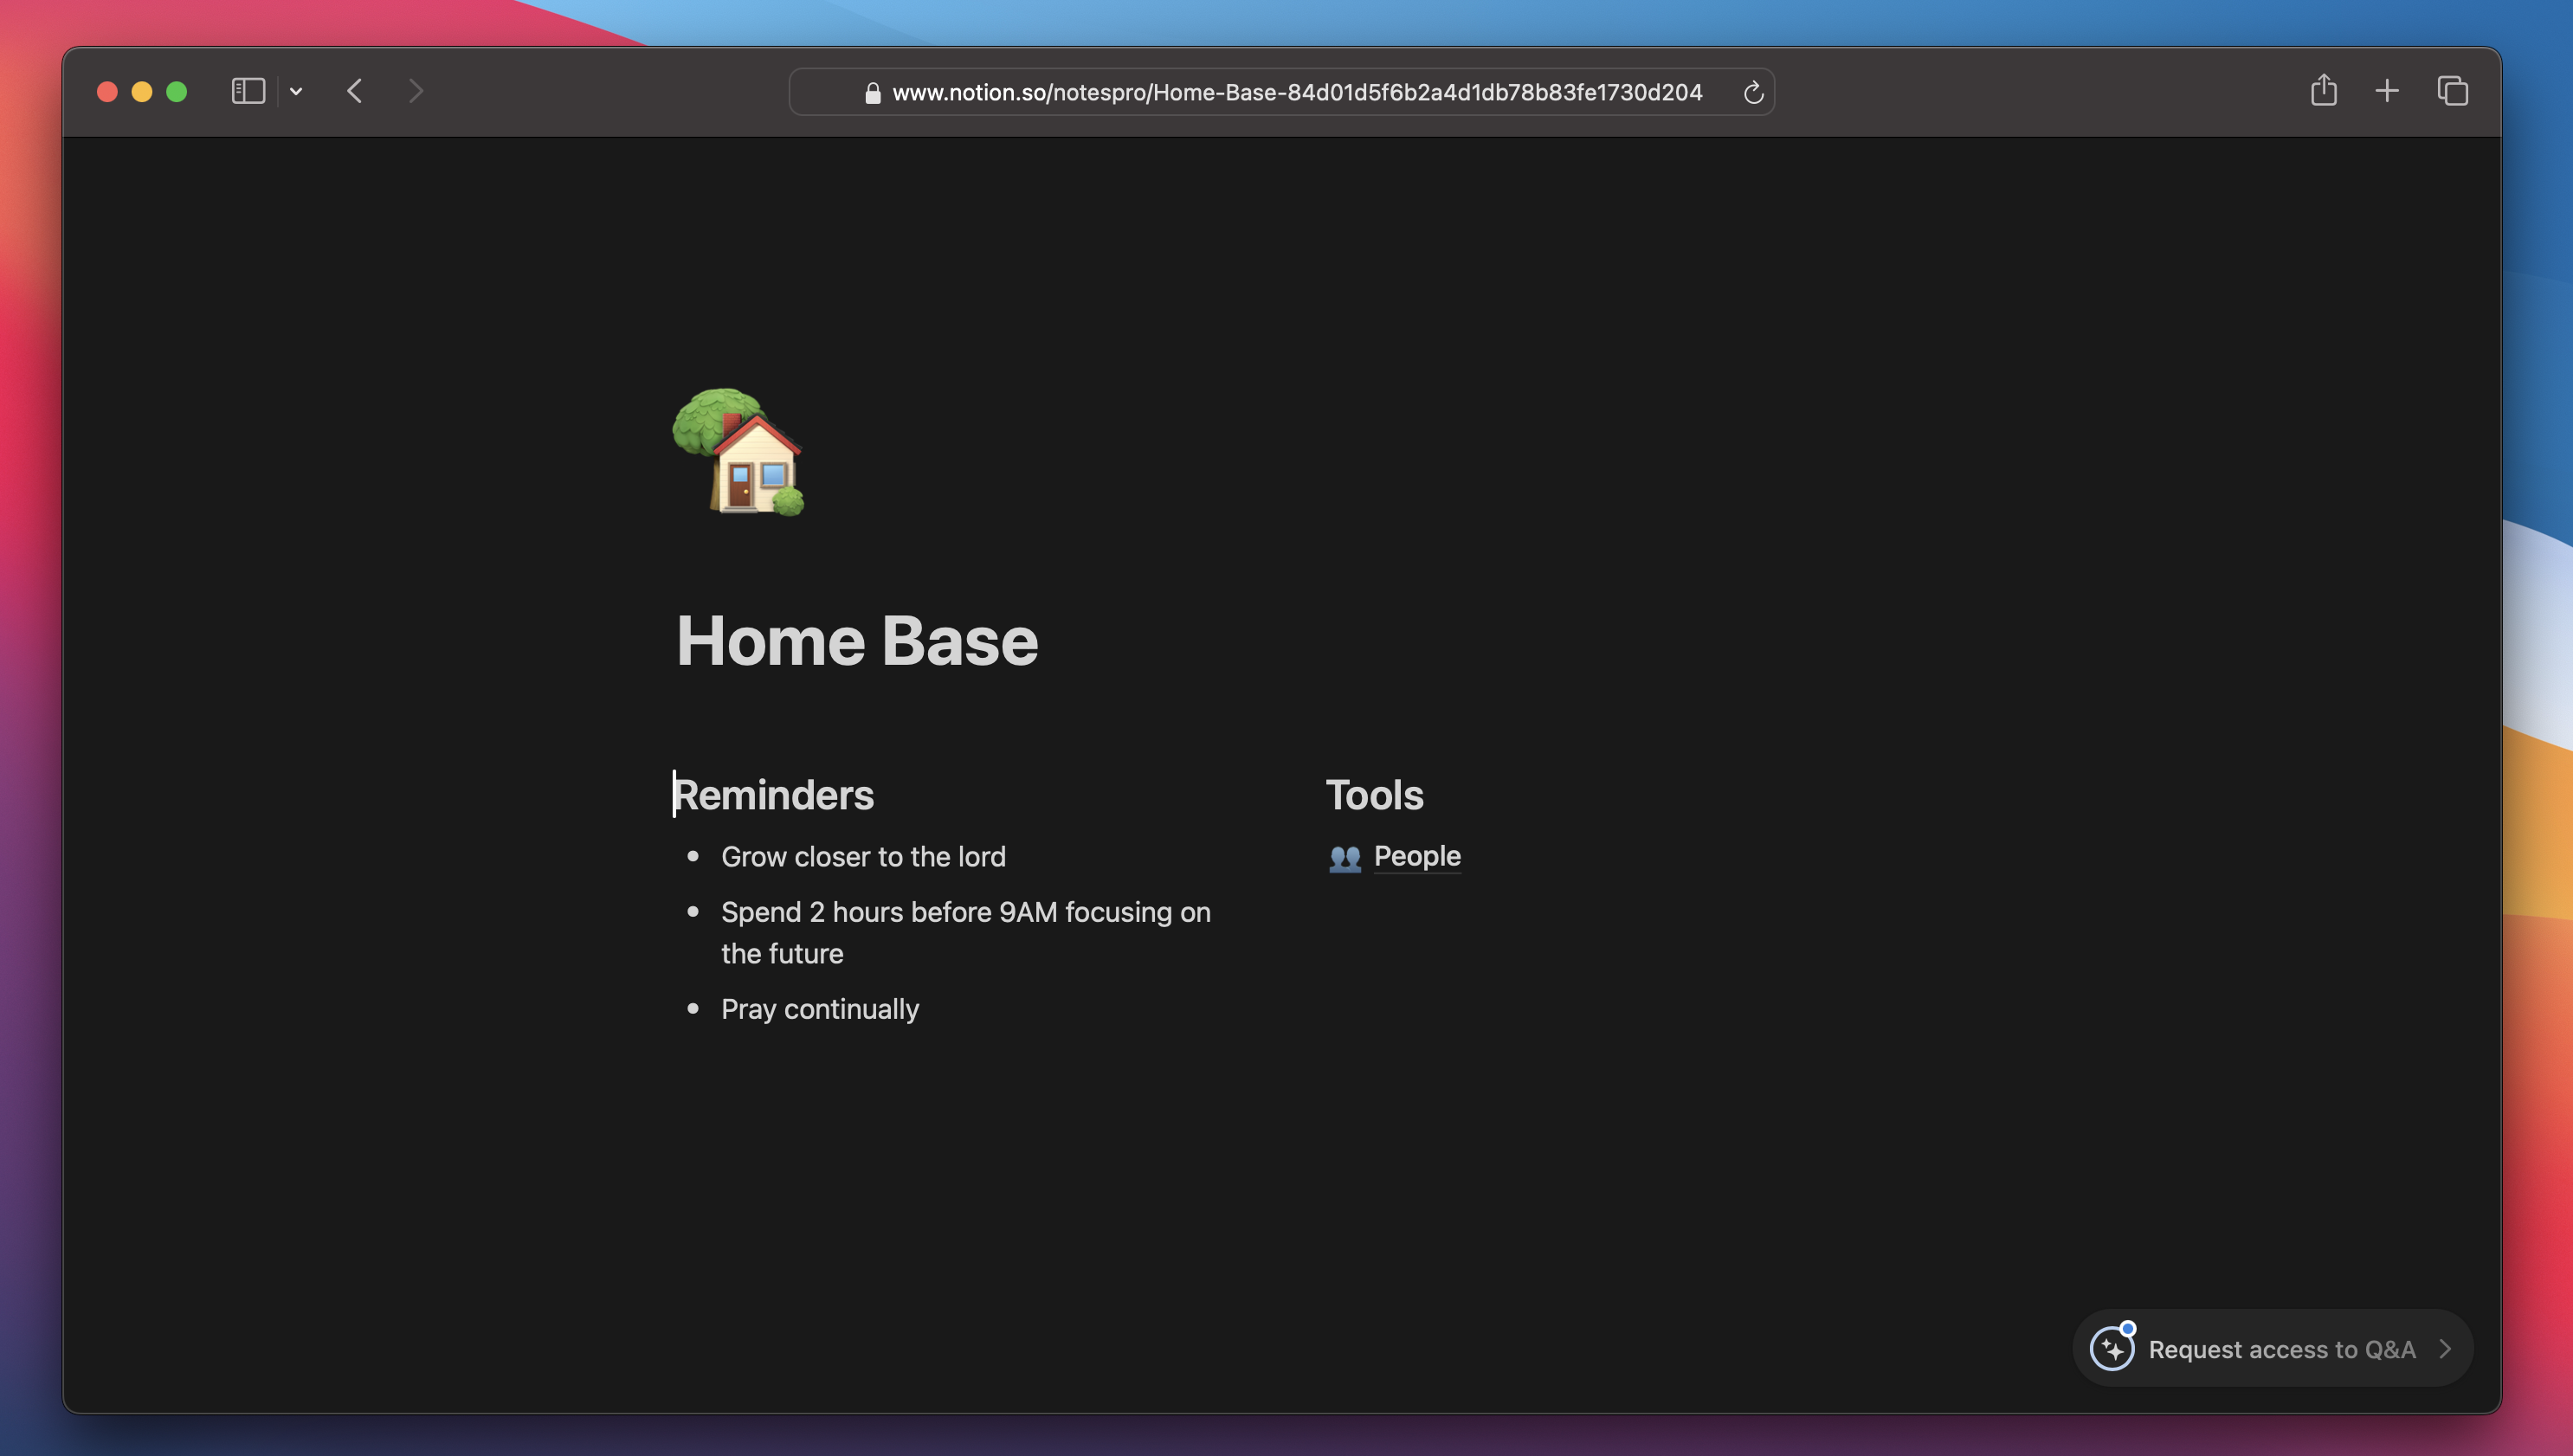 www.notion.so/notespro/Home-Base-84d01d5f6b2a4d1db78b83fe1730d204
Home Base
Reminders
• Grow closer to the lord
• Spend 2 hours before 9AM focusing on
the future
• Pray continually
Tools
People
Request access to Q&A